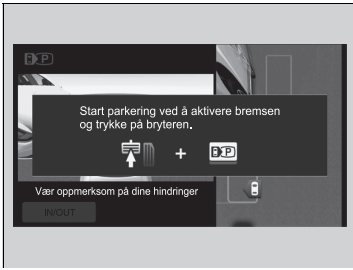 P
Start parkering ved å aktivere bremsen
og trykke på bryteren.
+ P
Vær oppmerksom på dine hindringer
IN/OUT